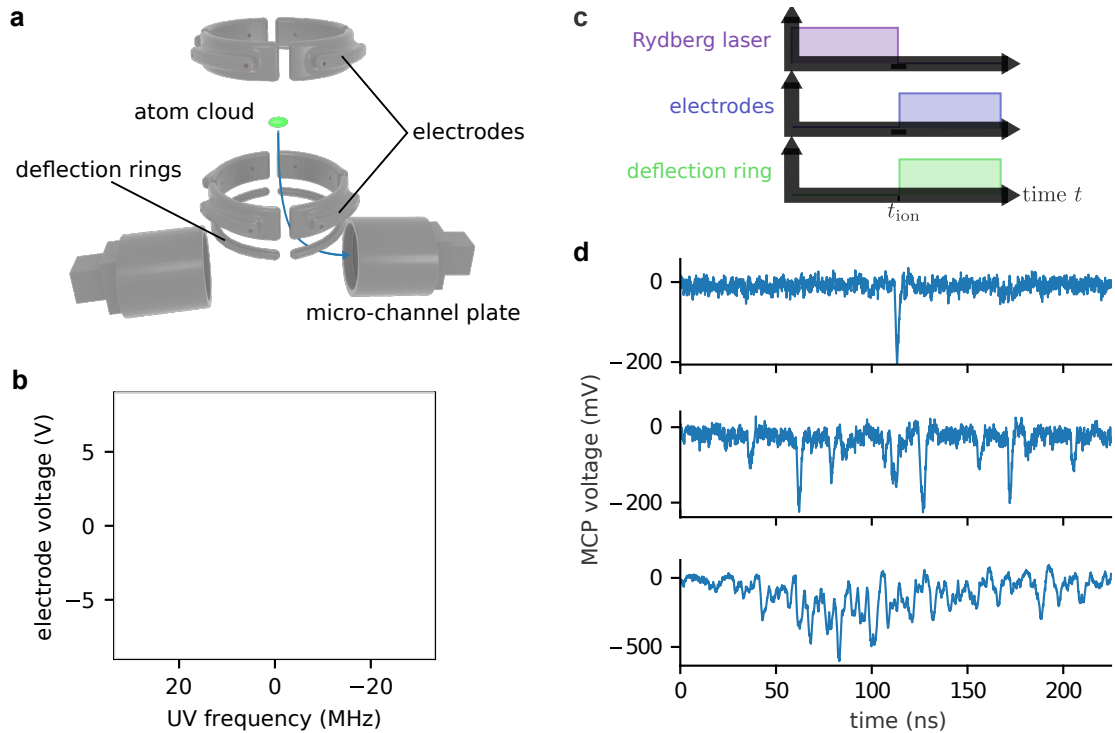 a
atom cloud
electrodes
deflection rings
micro-channel plate
b
electrode voltage (V)
5
0
−5
20
0
−20
UV frequency (MHz)
c
Rydberg laser
electrodes
deflection ring
time t
t_ion
d
MCP voltage (mV)
0
−200
0
−200
0
−500
0
50
100
150
200
time (ns)